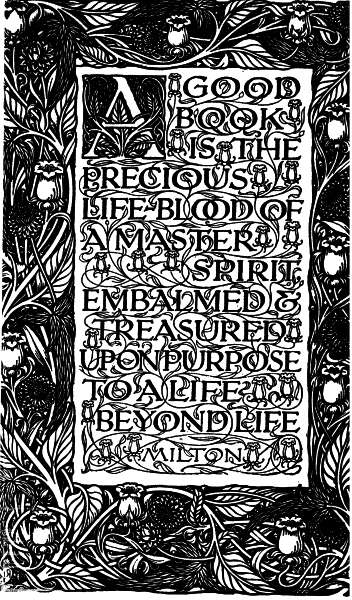 A GOOD
BOOK
IS THE
PRECIOUS
LIFE-BLOOD OF
A MASTER
SPIRIT,
EMBALMED &
TREASURED
UPON PURPOSE
TO A LIFE
BEYOND LIFE
MILTON